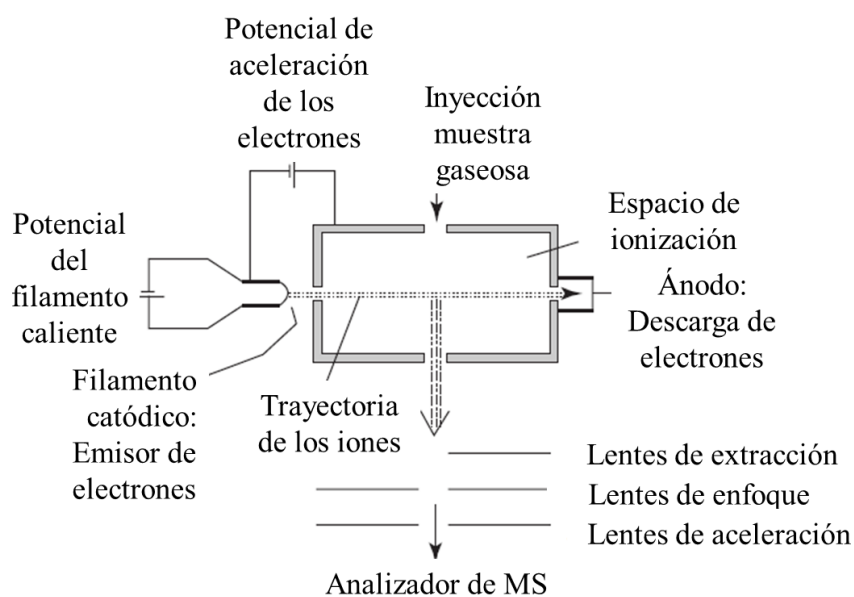 Potencial de
aceleración
de los
electrones
Inyección
muestra
gaseosa
Potencial
del
filamento
caliente
Espacio de
ionización
Ánodo:
Descarga de
electrones
Filamento
catódico:
Emisor de
electrones
Trayectoria
de los iones
Lentes de extracción
Lentes de enfoque
Lentes de aceleración
Analizador de MS